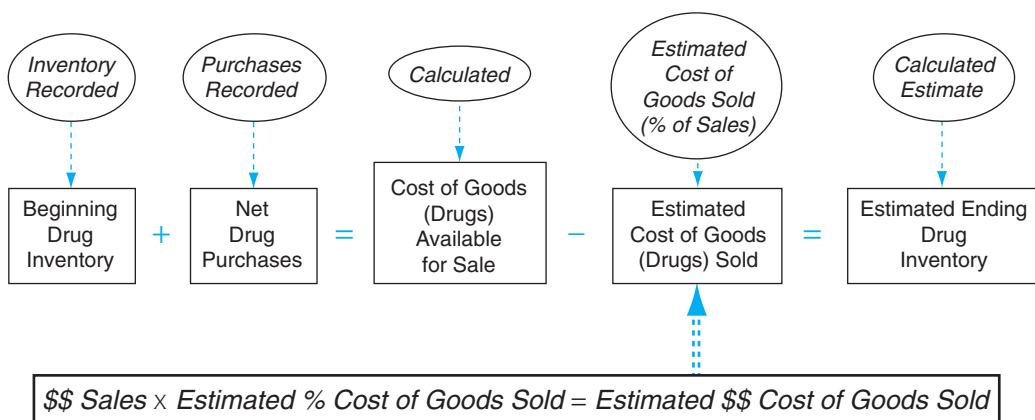 Inventory
Recorded
Purchases
Recorded
Calculated
Estimated
Cost of
Goods Sold
(% of Sales)
Calculated
Estimate
Beginning
Drug
Inventory
+
Net
Drug
Purchases
=
Cost of Goods
(Drugs)
Available
for Sale
−
Estimated
Cost of Goods
(Drugs) Sold
=
Estimated Ending
Drug
Inventory
$$ Sales x Estimated % Cost of Goods Sold = Estimated $$ Cost of Goods Sold